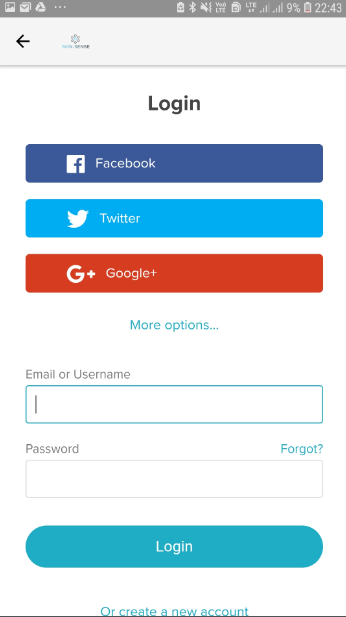 9% 22:43
Login
Facebook
Twitter
G+ Google+
More options...
Email or Username
Password Forgot?
Login
Or create a new account